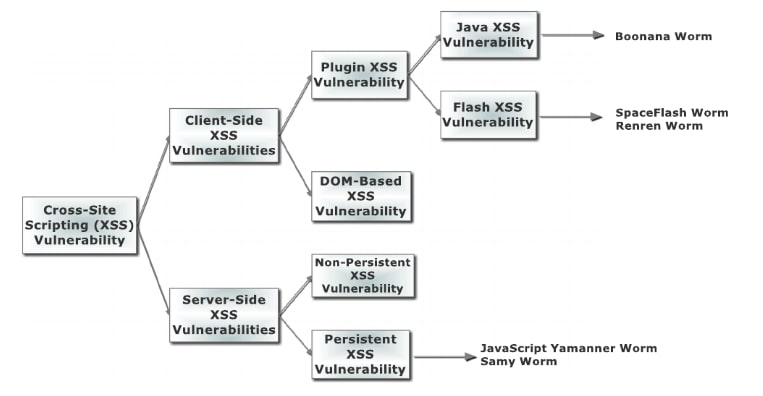 Java XSS
Vulnerability
Boonana Worm
Plugin XSS
Vulnerability
Flash XSS
Vulnerability
SpaceFlash Worm
Renren Worm
Client-Side
XSS
Vulnerabilities
DOM-Based
XSS
Vulnerability
Cross-Site
Scripting (XSS)
Vulnerability
Non-Persistent
XSS
Vulnerability
Server-Side
XSS
Vulnerabilities
Persistent
XSS
Vulnerability
JavaScript Yamanner Worm
Samy Worm